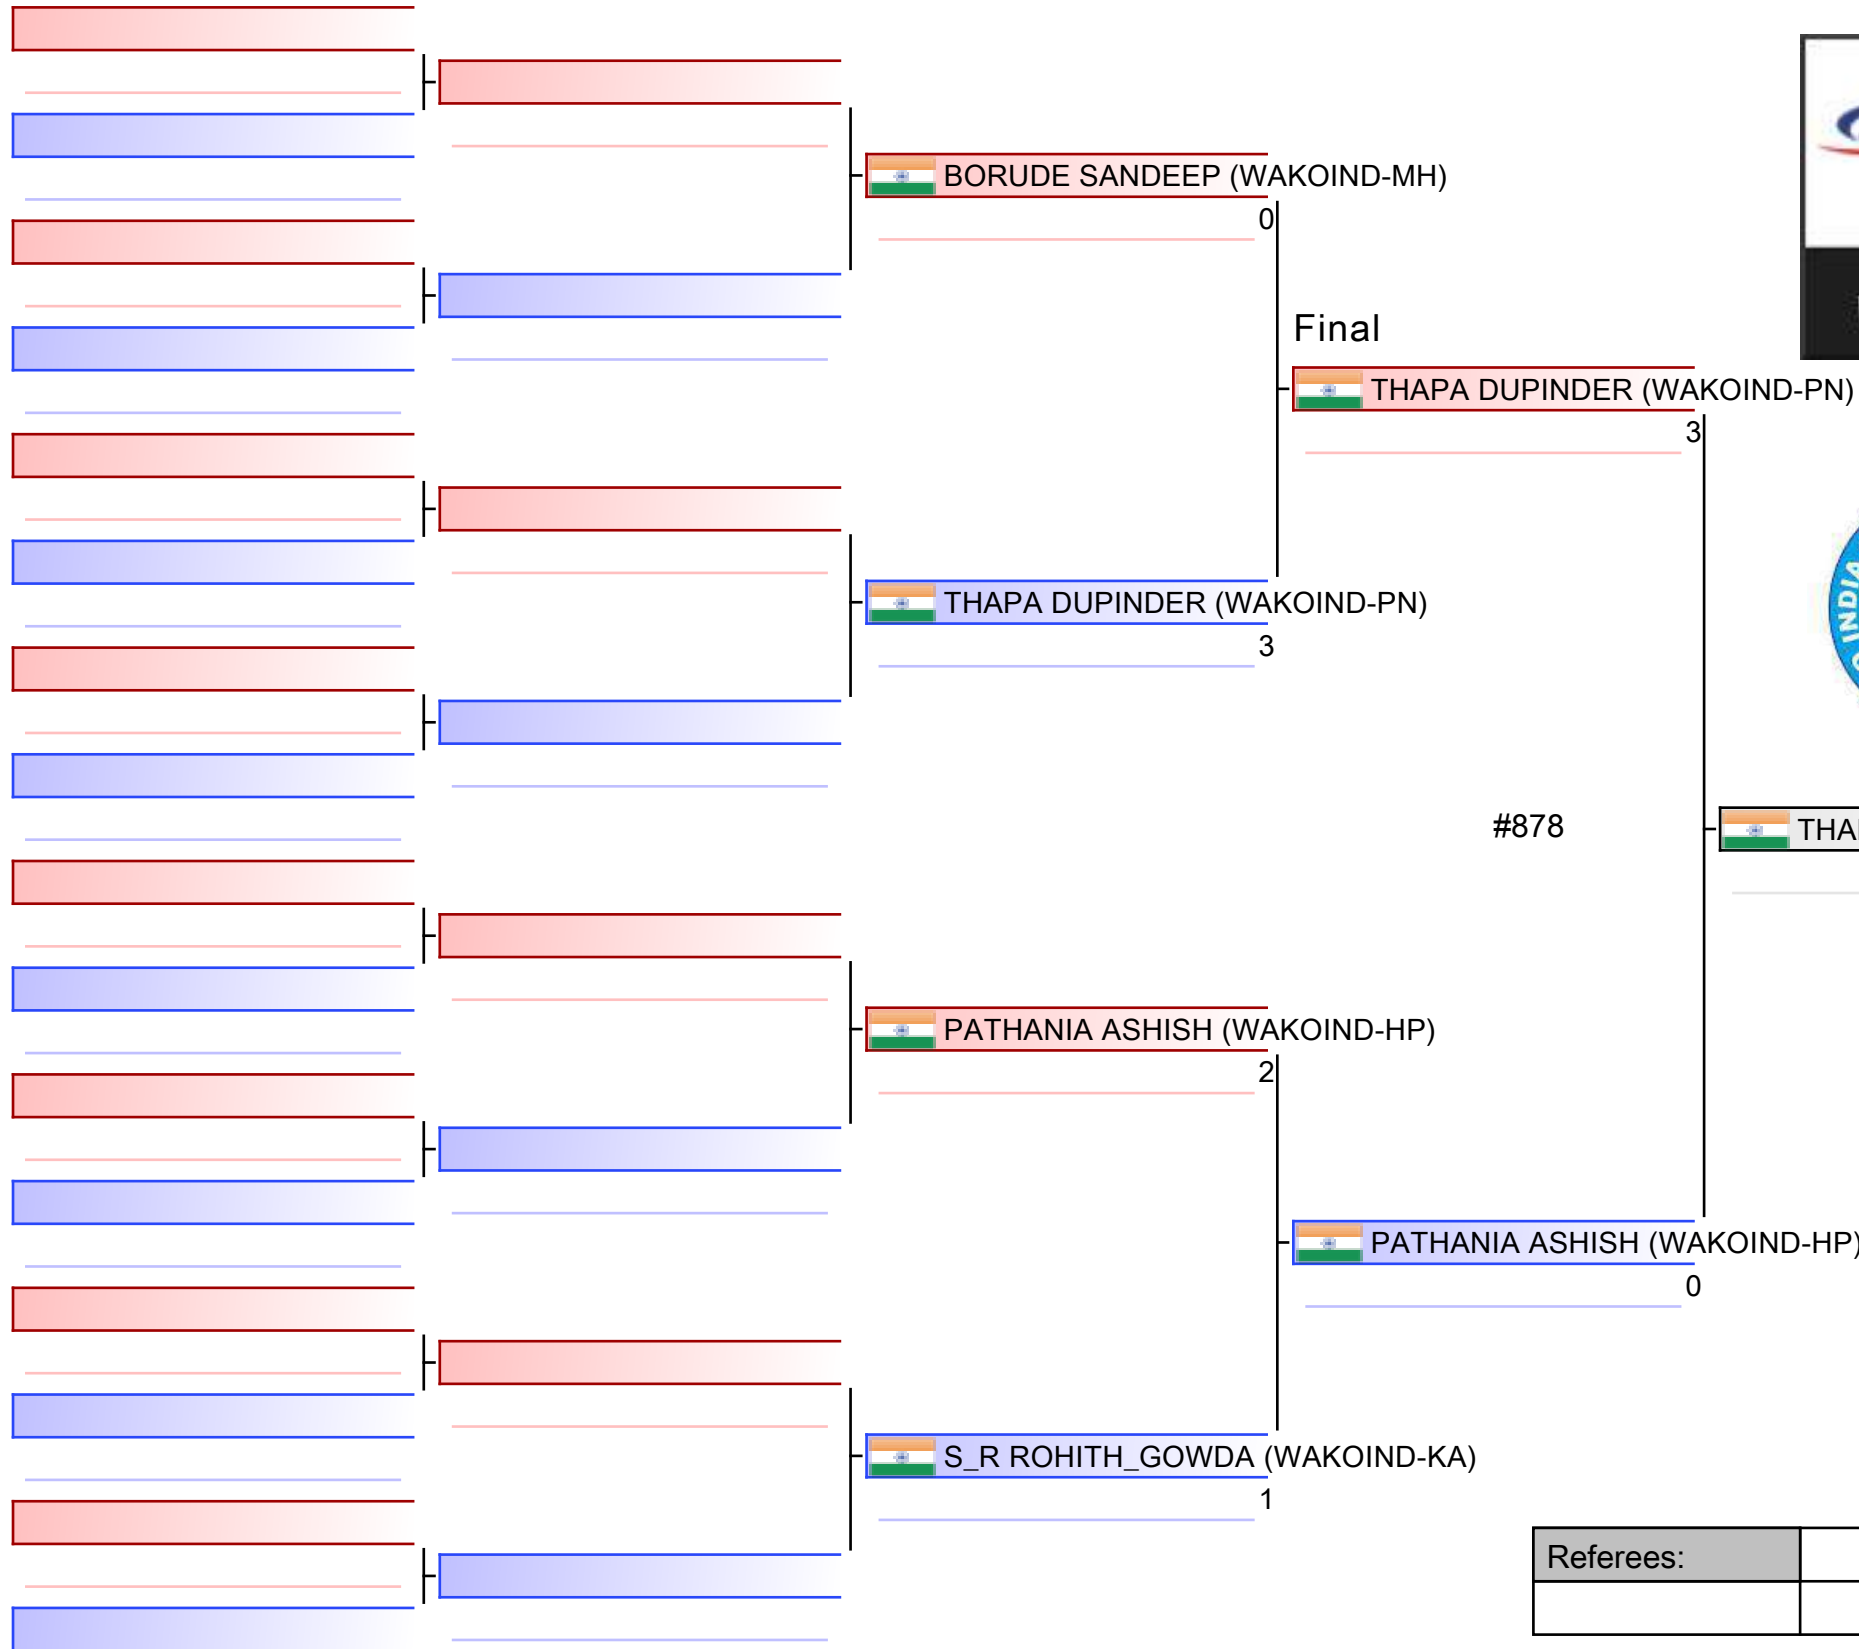 BORUDE SANDEEP (WAKOIND-MH)
0
Final
THAPA DUPINDER (WAKOIND-PN)
3
THAPA DUPINDER (WAKOIND-PN)
3
INDIA
#878
PATHANIA ASHISH (WAKOIND-HP)
2
PATHANIA ASHISH (WAKOIND-HP)
0
S_R ROHITH_GOWDA (WAKOIND-KA)
1
Referees: